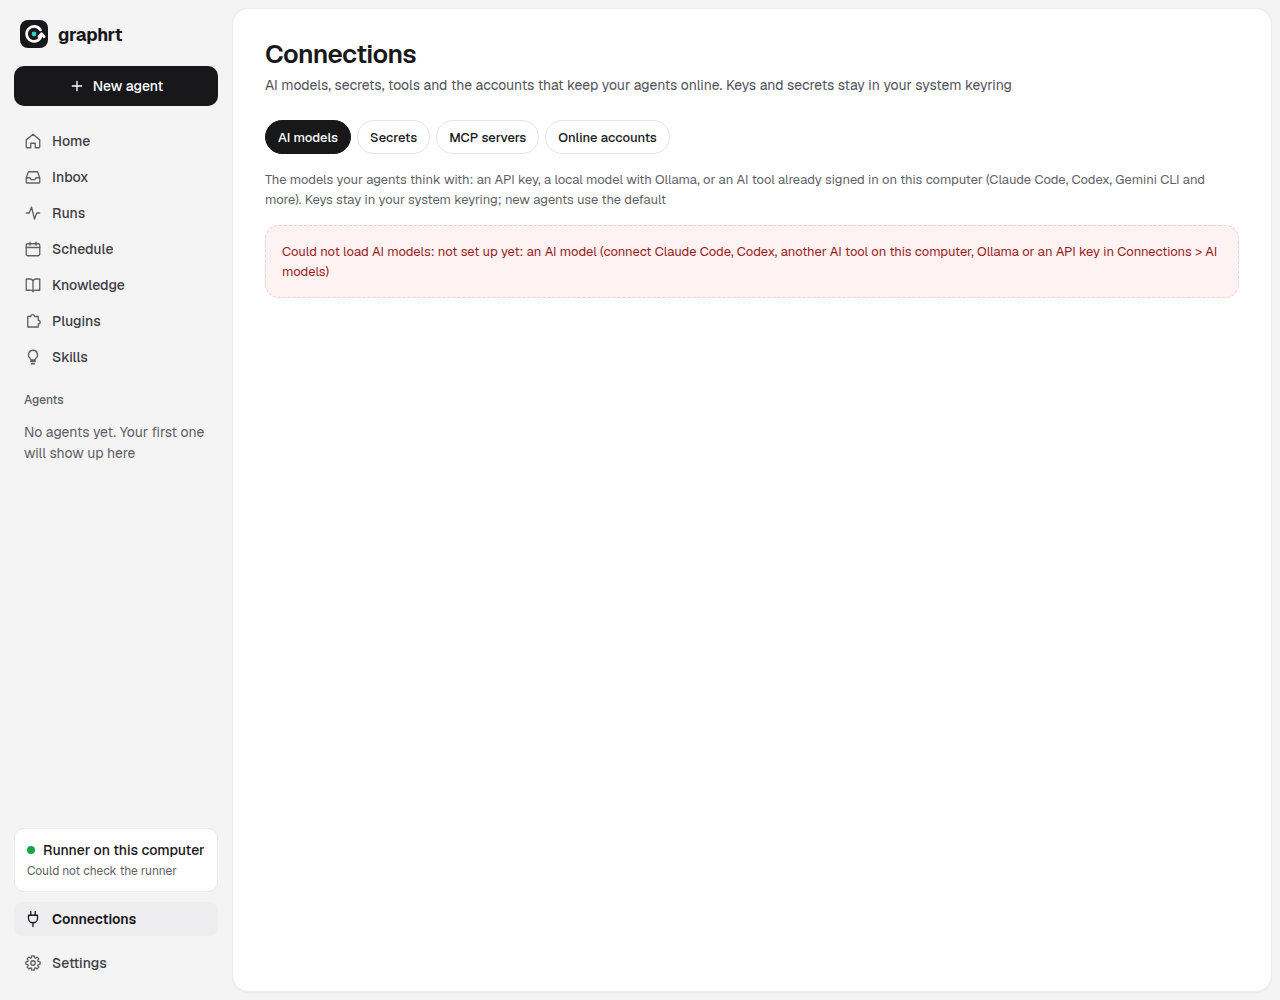 graphrt
New agent
Home
Inbox
Runs
Schedule
Knowledge
Plugins
Skills
Agents
No agents yet. Your first one
will show up here
Runner on this computer
Could not check the runner
Connections
Settings
Connections
AI models, secrets, tools and the accounts that keep your agents online. Keys and secrets stay in your system keyring
AI models
Secrets
MCP servers
Online accounts
The models your agents think with: an API key, a local model with Ollama, or an AI tool already signed in on this computer (Claude Code, Codex, Gemini CLI and
more). Keys stay in your system keyring; new agents use the default
Could not load AI models: not set up yet: an AI model (connect Claude Code, Codex, another AI tool on this computer, Ollama or an API key in Connections > AI
models)